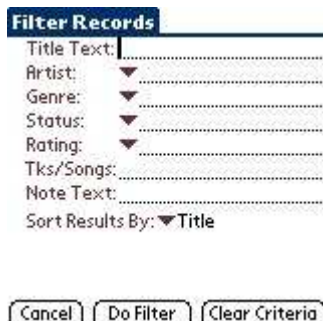 Filter Records
Title Text:
Artist:
Genre:
Status:
Rating:
Tks/Songs:
Note Text:
Sort Results By: Title
Cancel Do Filter Clear Criteria